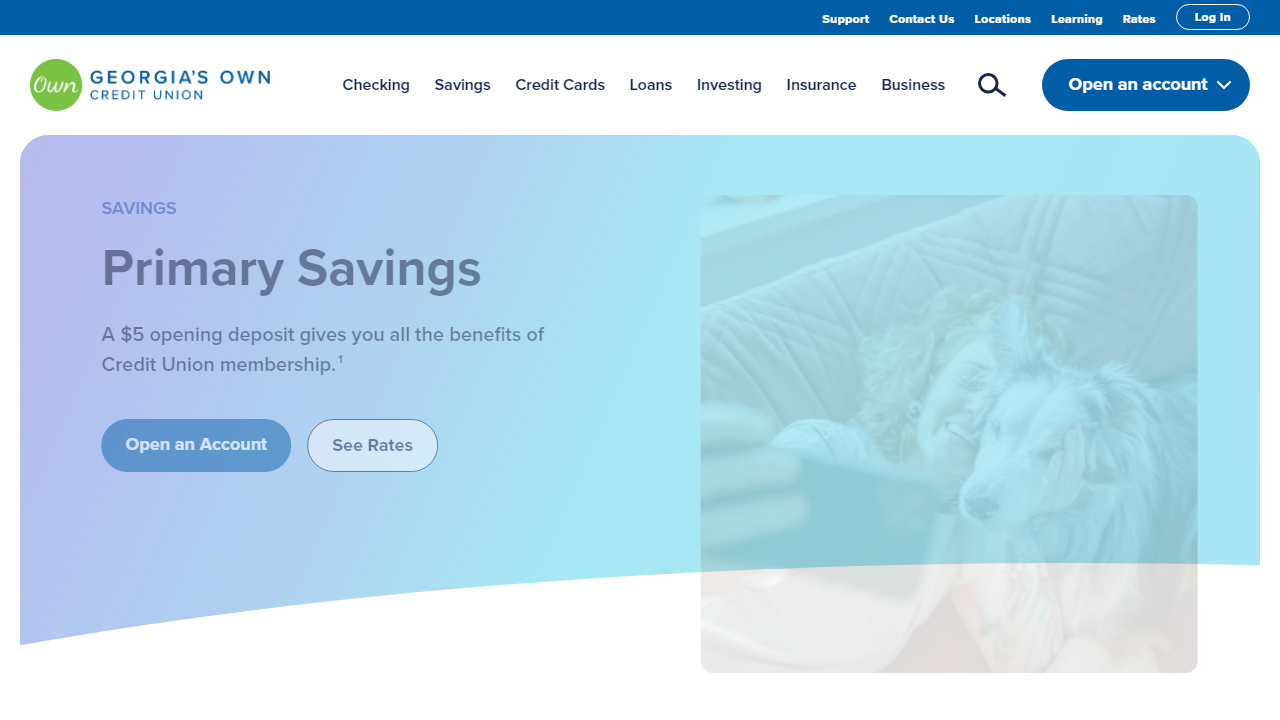 Support Contact Us Locations Learning Rates Log In
Own GEORGIA'S OWN
CREDIT UNION
Checking Savings Credit Cards Loans Investing Insurance Business Open an account
SAVINGS
Primary Savings
A $5 opening deposit gives you all the benefits of
Credit Union membership.¹
Open an Account See Rates